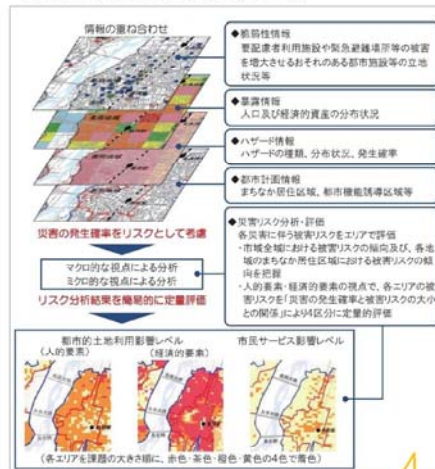 情報の重ね合わせ
◆脆弱性情報
要配慮者利用施設や緊急避難場所等の被害
を増大させるおそれのある都市施設等の立地
状況等
◆暴露情報
人口及び経済的資産の分布状況
◆ハザード情報
ハザードの種類、分布状況、発生確率
◆都市計画情報
まちなか居住区域、都市機能誘導区域等
災害の発生確率をリスクとして考慮
マクロ的な視点による分析
ミクロ的な視点による分析
リスク分析結果を簡易的に定量評価
◆災害リスク分析・評価
各災害に伴う被害リスクをエリアで評価
・市域全域における被害リスクの傾向及び、各地
域のまちなか居住区域における被害リスクの傾
向を把握
・人的要素・経済的要素の視点で、各エリアの被
害リスクを「災害の発生確率と被害リスクの大小
との関係」により4区分に定量的評価
都市的土地利用影響レベル
(人的要素)
(経済的要素)
市民サービス影響レベル
(各エリアを課題の大きさ順に、赤色・茶色・橙色・黄色の4色で着色)
4